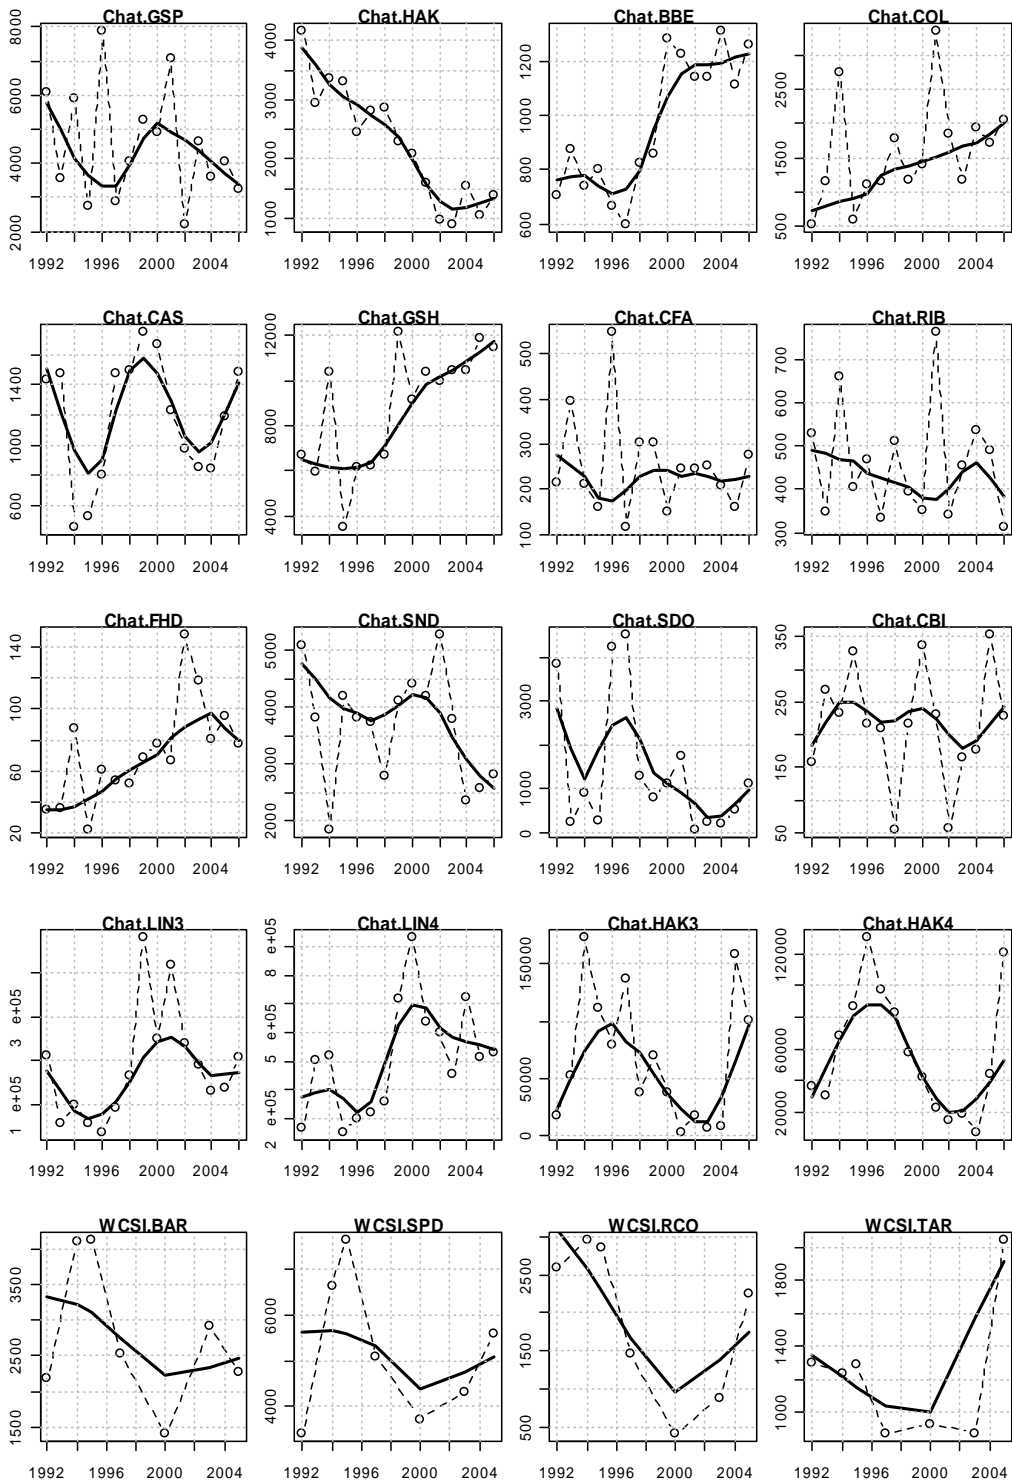 Chat.GSP
2000 4000 6000 8000
1992 1996 2000 2004
Chat.HAK
1000 2000 3000 4000
1992 1996 2000 2004
Chat.BBE
600 800 1000 1200
1992 1996 2000 2004
Chat.COL
500 1500 2500
1992 1996 2000 2004
Chat.CAS
600 1000 1400
1992 1996 2000 2004
Chat.GSH
4000 6000 8000 12000
1992 1996 2000 2004
Chat.CFA
100 200 300 400 500
1992 1996 2000 2004
Chat.RIB
300 400 500 600 700
1992 1996 2000 2004
Chat.FHD
20 60 100 140
1992 1996 2000 2004
Chat.SND
2000 3000 4000 5000
1992 1996 2000 2004
Chat.SDO
0 1000 3000
1992 1996 2000 2004
Chat.CBI
50 150 250 350
1992 1996 2000 2004
Chat.LIN3
1 e+05 3 e+05
1992 1996 2000 2004
Chat.LIN4
2 e+05 5 e+05 8 e+05
1992 1996 2000 2004
Chat.HAK3
0 50000 150000
1992 1996 2000 2004
Chat.HAK4
20000 60000 120000
1992 1996 2000 2004
WCSI.BAR
1500 2500 3500
1992 1996 2000 2004
WCSI.SPD
4000 6000
1992 1996 2000 2004
WCSI.RCO
500 1500 2500
1992 1996 2000 2004
WCSI.TAR
1000 1400 1800
1992 1996 2000 2004